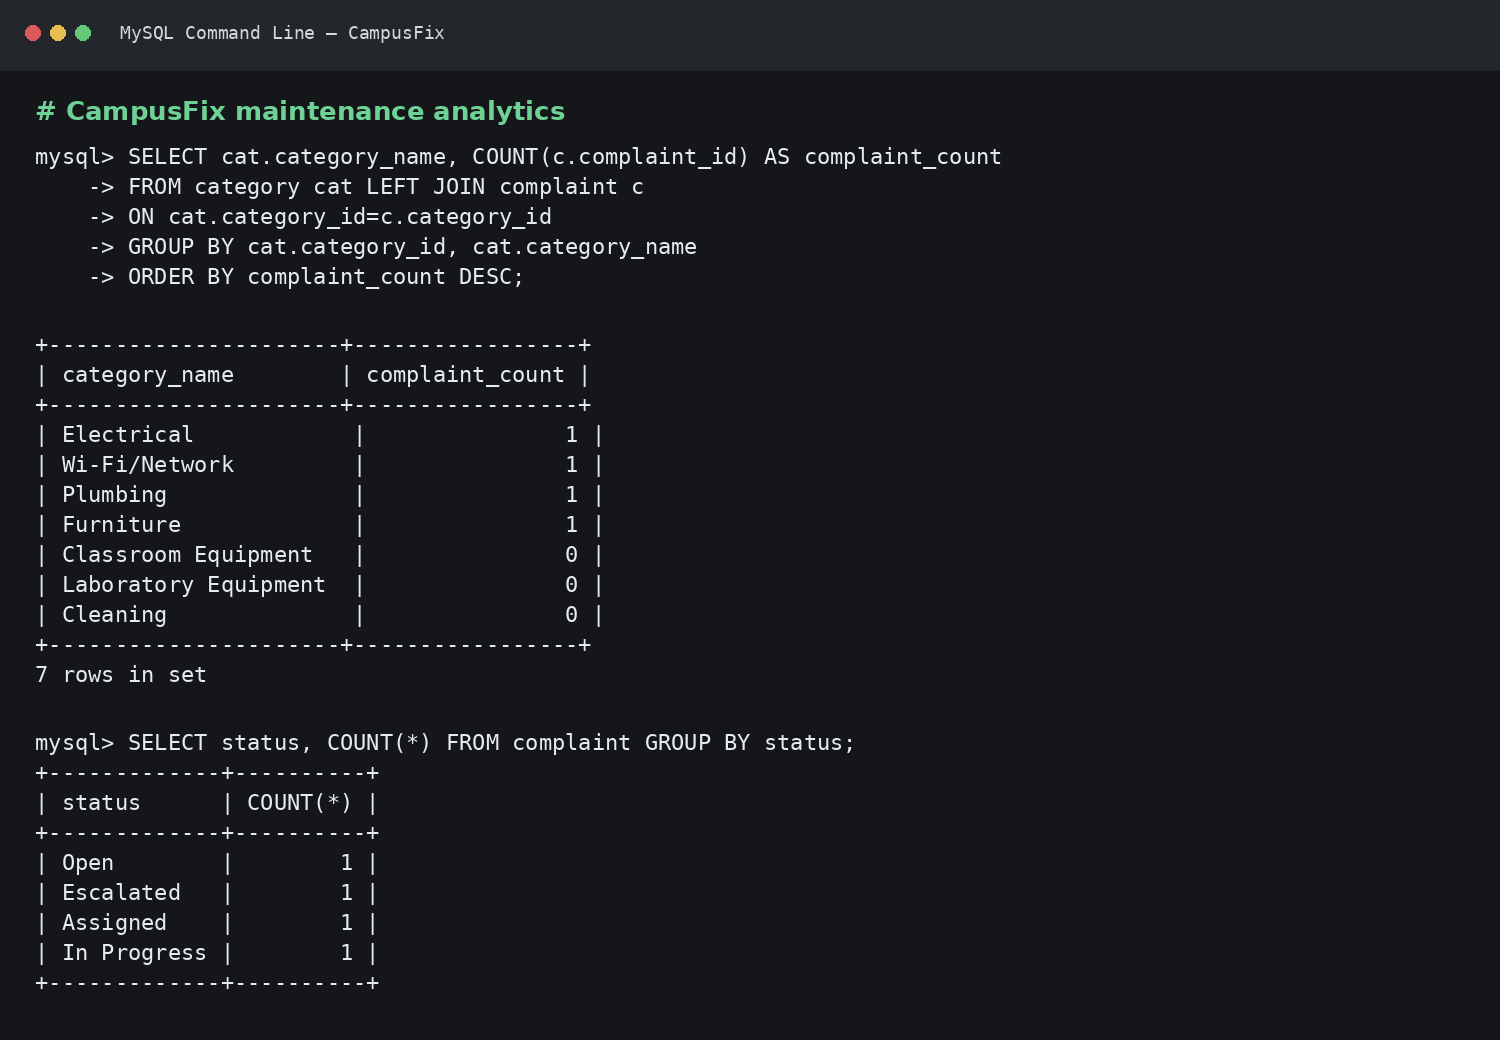 MySQL Command Line — CampusFix
# CampusFix maintenance analytics
mysql> SELECT cat.category_name, COUNT(c.complaint_id) AS complaint_count
    -> FROM category cat LEFT JOIN complaint c
    -> ON cat.category_id=c.category_id
    -> GROUP BY cat.category_id, cat.category_name
    -> ORDER BY complaint_count DESC;
+----------------------+-----------------+
| category_name        | complaint_count |
+----------------------+-----------------+
| Electrical            |               1 |
| Wi-Fi/Network         |               1 |
| Plumbing              |               1 |
| Furniture             |               1 |
| Classroom Equipment   |               0 |
| Laboratory Equipment  |               0 |
| Cleaning              |               0 |
+----------------------+-----------------+
7 rows in set
mysql> SELECT status, COUNT(*) FROM complaint GROUP BY status;
+-------------+----------+
| status      | COUNT(*) |
+-------------+----------+
| Open        |        1 |
| Escalated   |        1 |
| Assigned    |        1 |
| In Progress |        1 |
+-------------+----------+